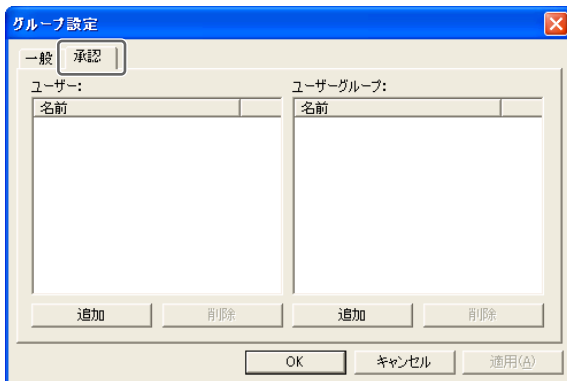 グループ設定
一般 承認
ユーザー: ユーザーグループ:
名前 名前
追加 削除 追加 削除
OK キャンセル 適用(A)